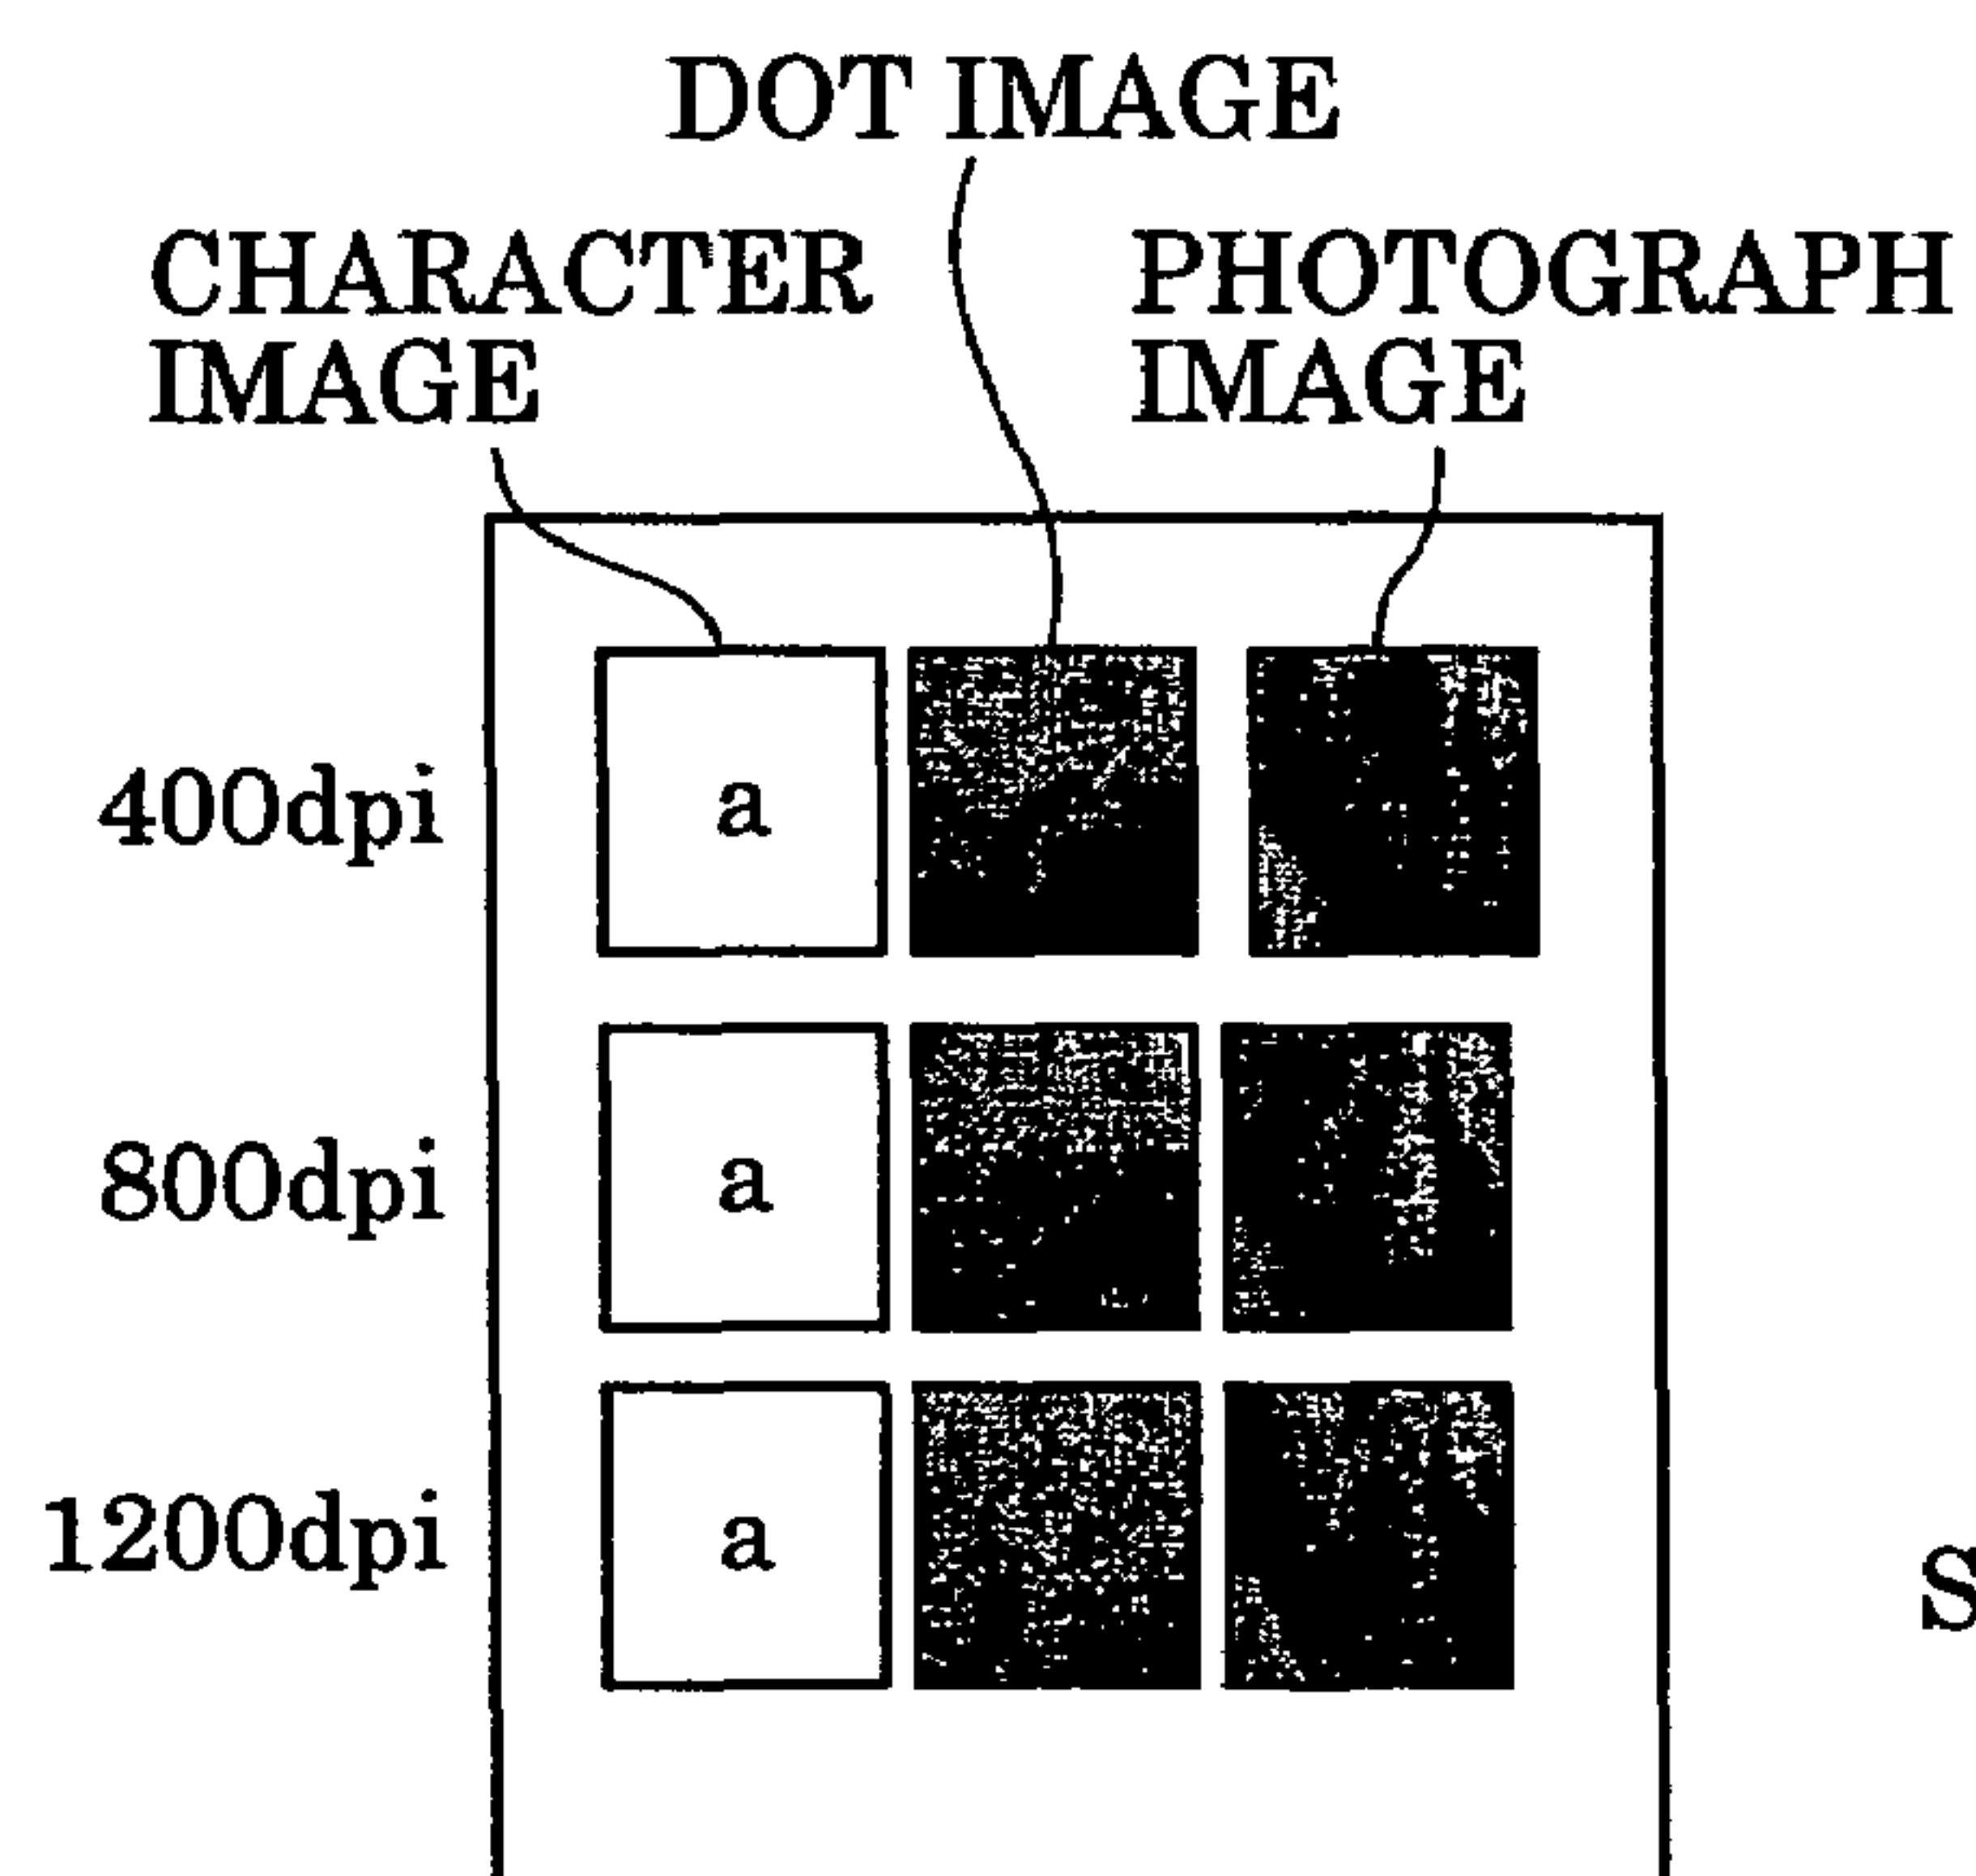 DOT IMAGE
CHARACTER
IMAGE
PHOTOGRAPH
IMAGE
400dpi
a
800dpi
a
1200dpi
a
S